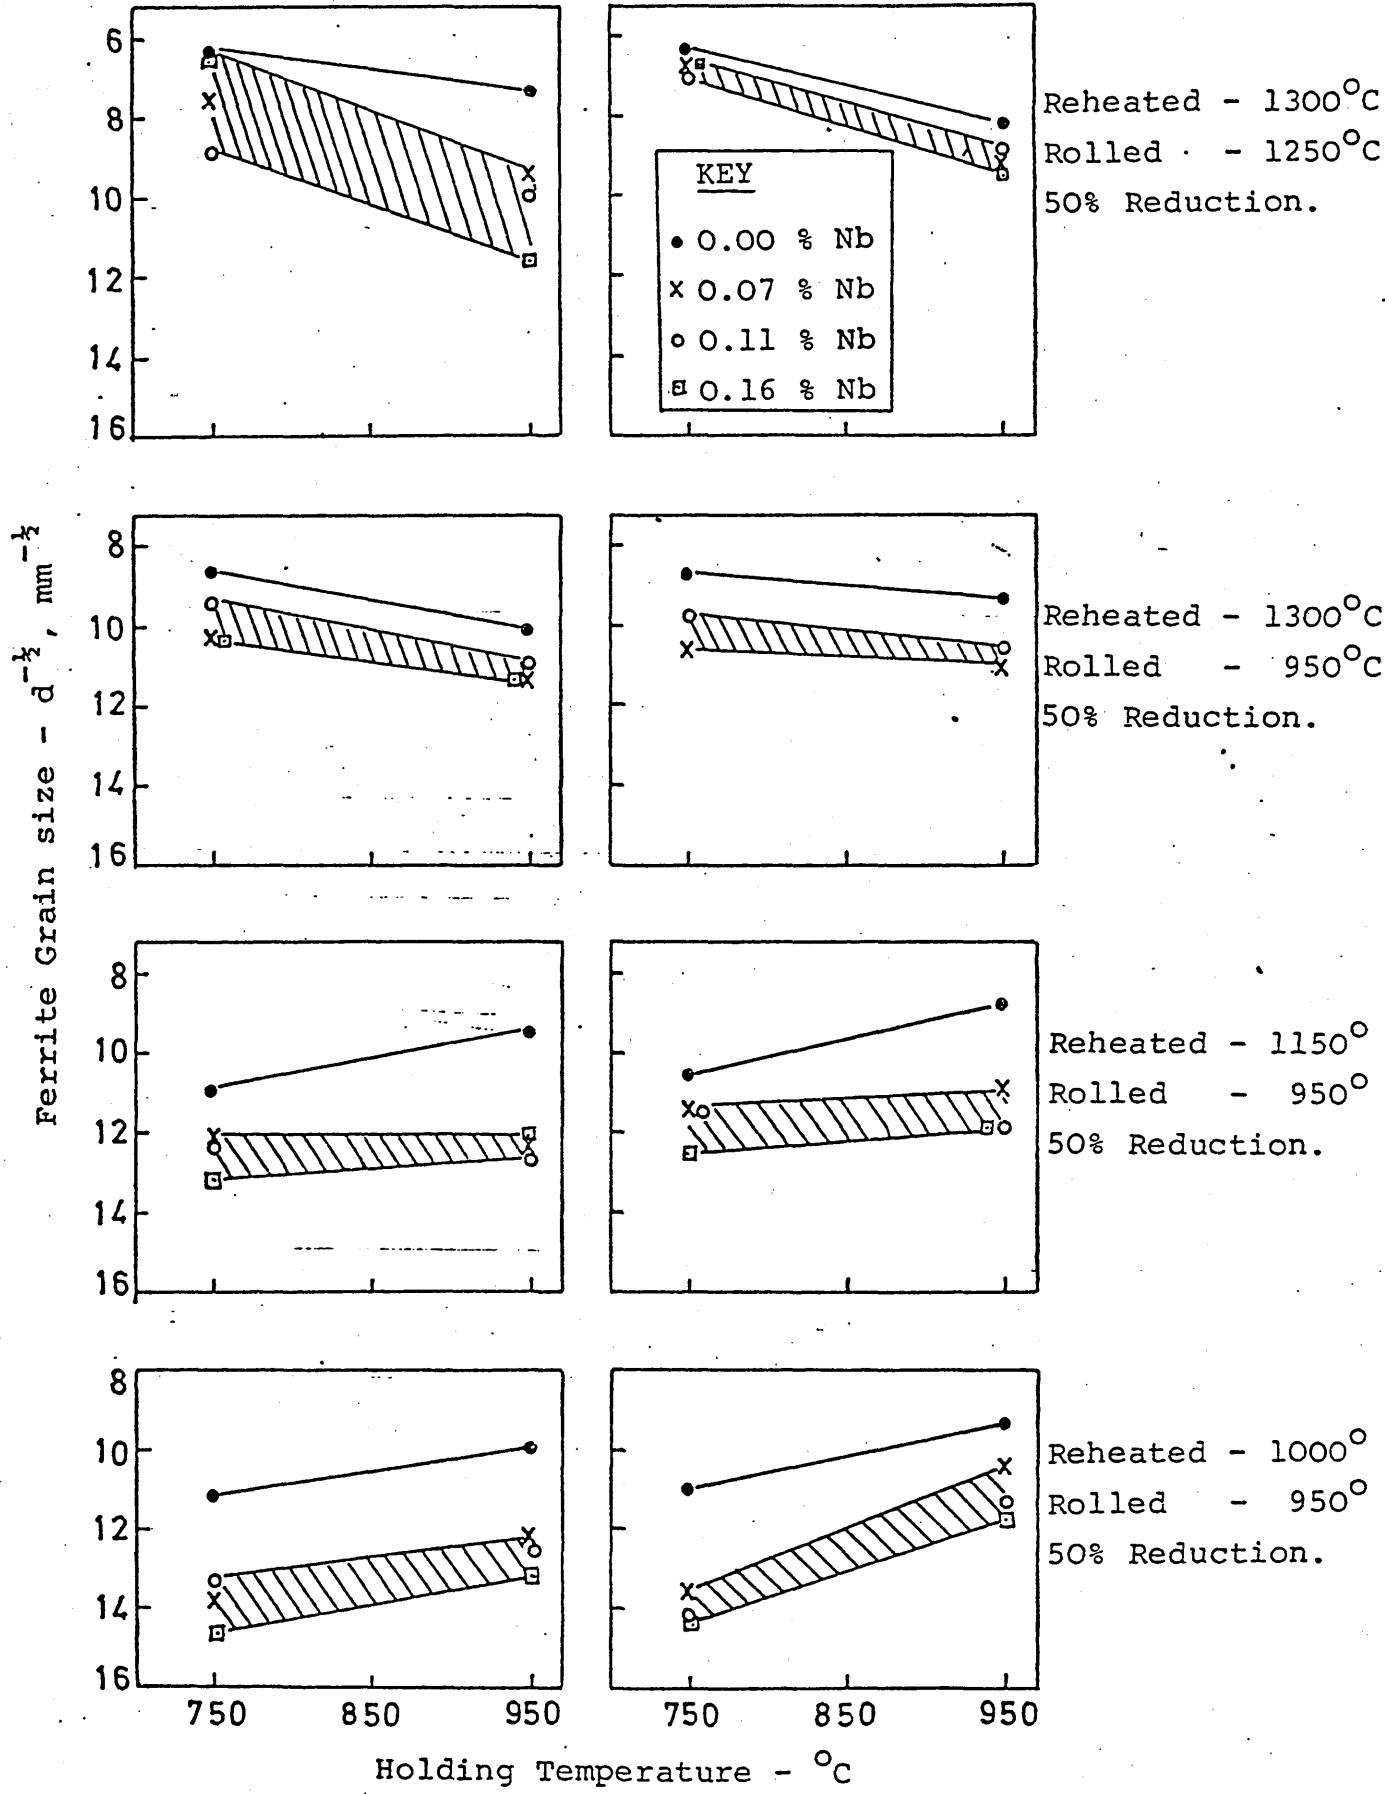 6
8
10
12
14
16
KEY
● 0.00 % Nb
x 0.07 % Nb
o 0.11 % Nb
⊡ 0.16 % Nb
Reheated - 1300°C
Rolled - 1250°C
50% Reduction.
8
10
12
14
16
Reheated - 1300°C
Rolled - 950°C
50% Reduction.
Ferrite Grain size - d^-½, mm^-½
8
10
12
14
16
Reheated - 1150°
Rolled - 950°
50% Reduction.
8
10
12
14
16
Reheated - 1000°
Rolled - 950°
50% Reduction.
750 850 950 750 850 950
Holding Temperature - °C